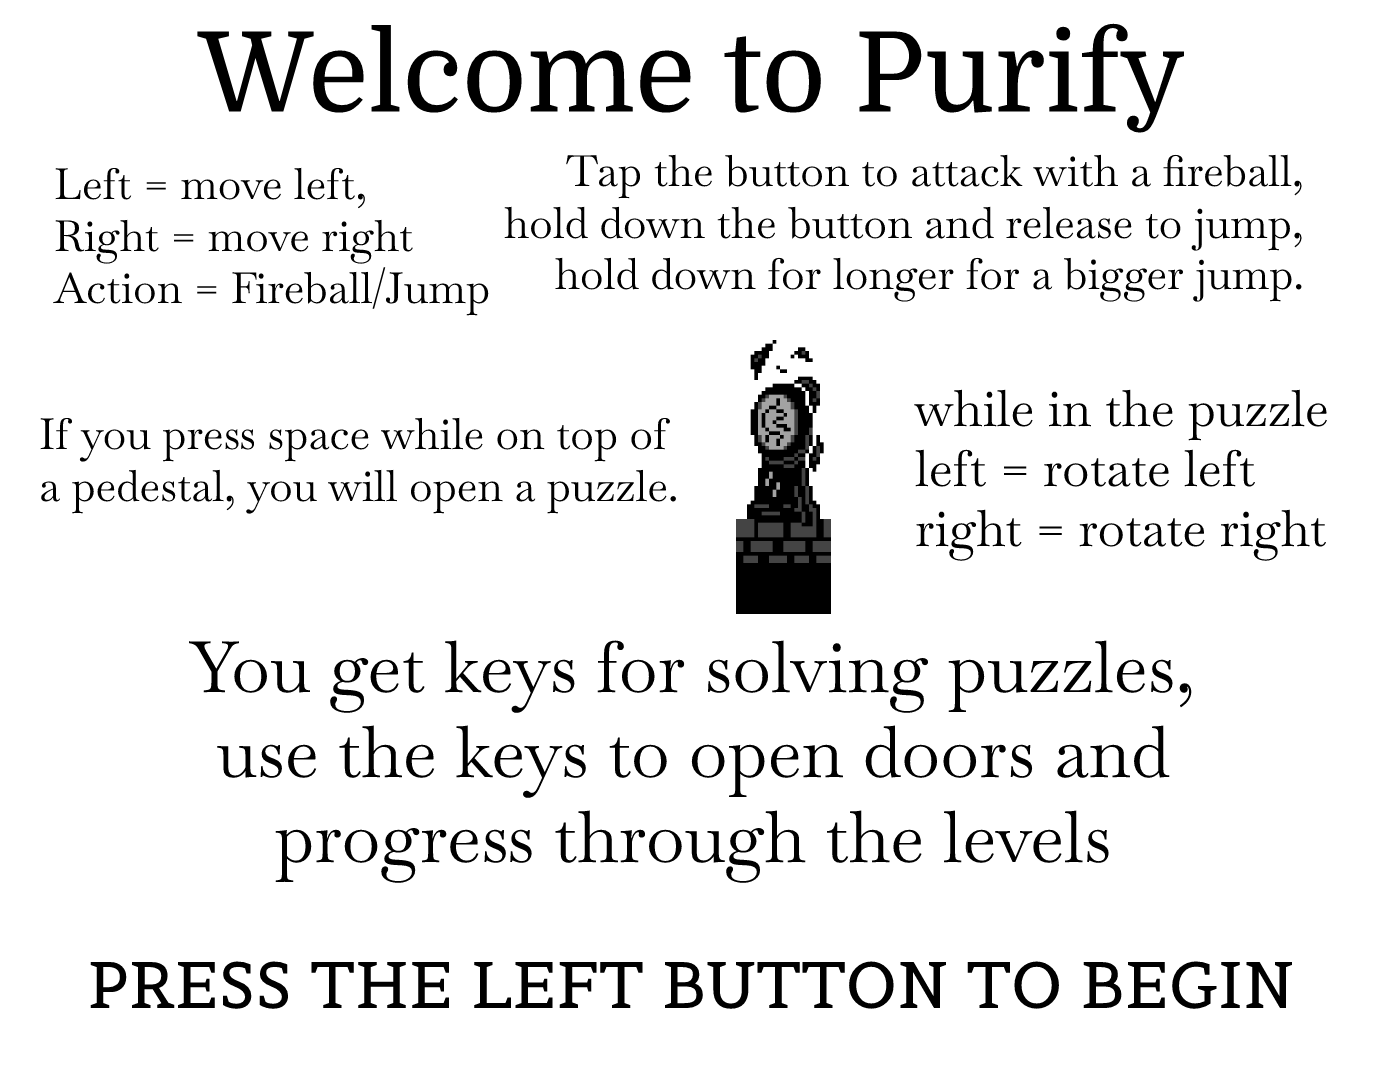 Welcome to Purify
Left = move left,
Right = move right
Action = Fireball/Jump
Tap the button to attack with a fireball,
hold down the button and release to jump,
hold down for longer for a bigger jump.
If you press space while on top of
a pedestal, you will open a puzzle.
while in the puzzle
left = rotate left
right = rotate right
You get keys for solving puzzles,
use the keys to open doors and
progress through the levels
PRESS THE LEFT BUTTON TO BEGIN